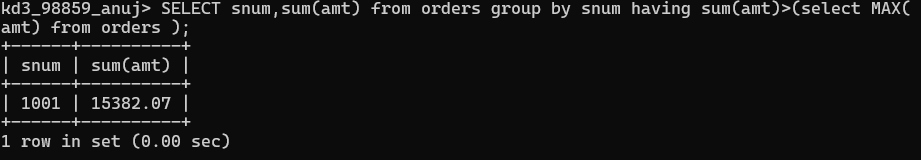 kd3_98859_anuj> SELECT snum,sum(amt) from orders group by snum having sum(amt)>(select MAX(
amt) from orders );
+------+----------+
| snum | sum(amt) |
+------+----------+
| 1001 | 15382.07 |
+------+----------+
1 row in set (0.00 sec)